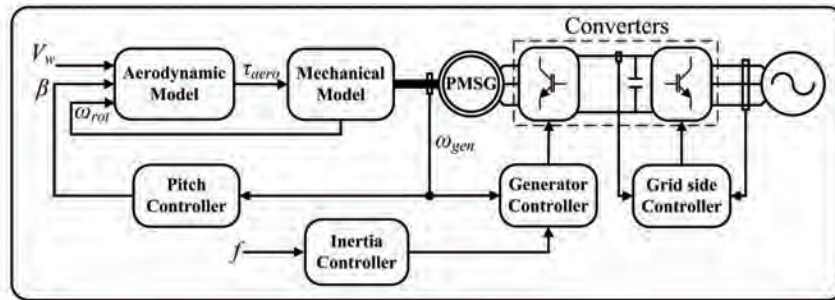 Converters
V_w
β
ω_rot
Aerodynamic
Model
τ_aero
Mechanical
Model
PMSG
ω_gen
Pitch
Controller
Generator
Controller
Grid side
Controller
f
Inertia
Controller